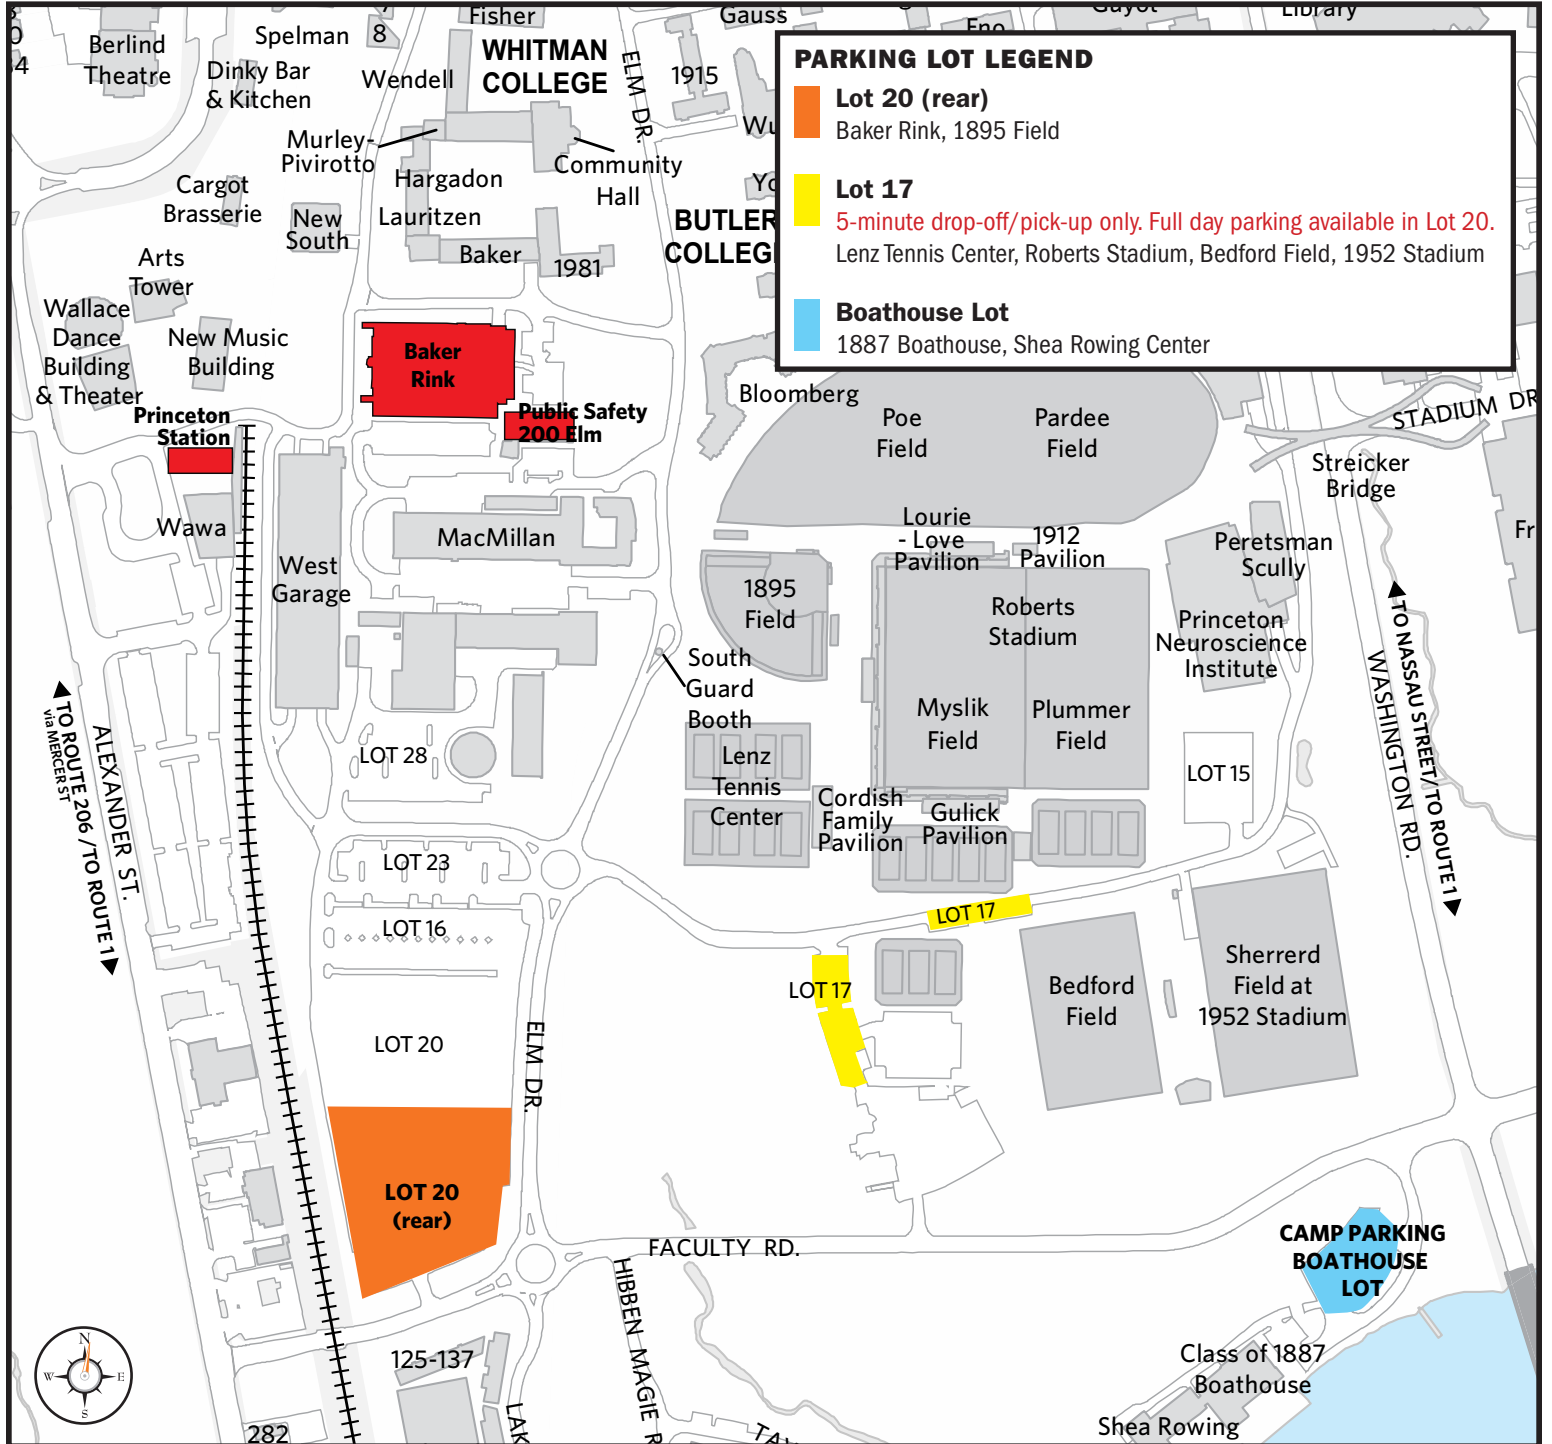 Fisher
Gauss
Guyot
Library
Eno
Berlind
Theatre
Spelman
8
Dinky Bar
& Kitchen
Wendell
WHITMAN
COLLEGE
ELM DR.
1915
Murley-
Pivirotto
Community
Hall
Hargadon
Cargot
Brasserie
New
South
Lauritzen
Baker
1981
BUTLER
COLLEG
PARKING LOT LEGEND
Lot 20 (rear)
Baker Rink, 1895 Field
Lot 17
5-minute drop-off/pick-up only. Full day parking available in Lot 20.
Lenz Tennis Center, Roberts Stadium, Bedford Field, 1952 Stadium
Boathouse Lot
1887 Boathouse, Shea Rowing Center
Arts
Tower
Wallace
Dance
Building
& Theater
New Music
Building
Baker
Rink
Princeton
Station
Public Safety
200 Elm
Bloomberg
Poe
Field
Pardee
Field
STADIUM DR
Streicker
Bridge
Wawa
West
Garage
MacMillan
Lourie
- Love
Pavilion
1912
Pavilion
Peretsman
Scully
Fr
1895
Field
Roberts
Stadium
Princeton
Neuroscience
Institute
South
Guard
Booth
Myslik
Field
Plummer
Field
TO NASSAU STREET/ TO ROUTE 1
WASHINGTON RD.
TO ROUTE 206 / TO ROUTE 1
via MERCER ST
ALEXANDER ST.
LOT 28
Lenz
Tennis
Center
LOT 15
Cordish
Family
Pavilion
Gulick
Pavilion
LOT 23
LOT 16
LOT 17
LOT 17
Bedford
Field
Sherrerd
Field at
1952 Stadium
LOT 20
ELM DR.
LOT 20
(rear)
FACULTY RD.
HIBBEN MAGIE R
CAMP PARKING
BOATHOUSE
LOT
N
W
E
S
125-137
282
LAK
TAY
Class of 1887
Boathouse
Shea Rowing